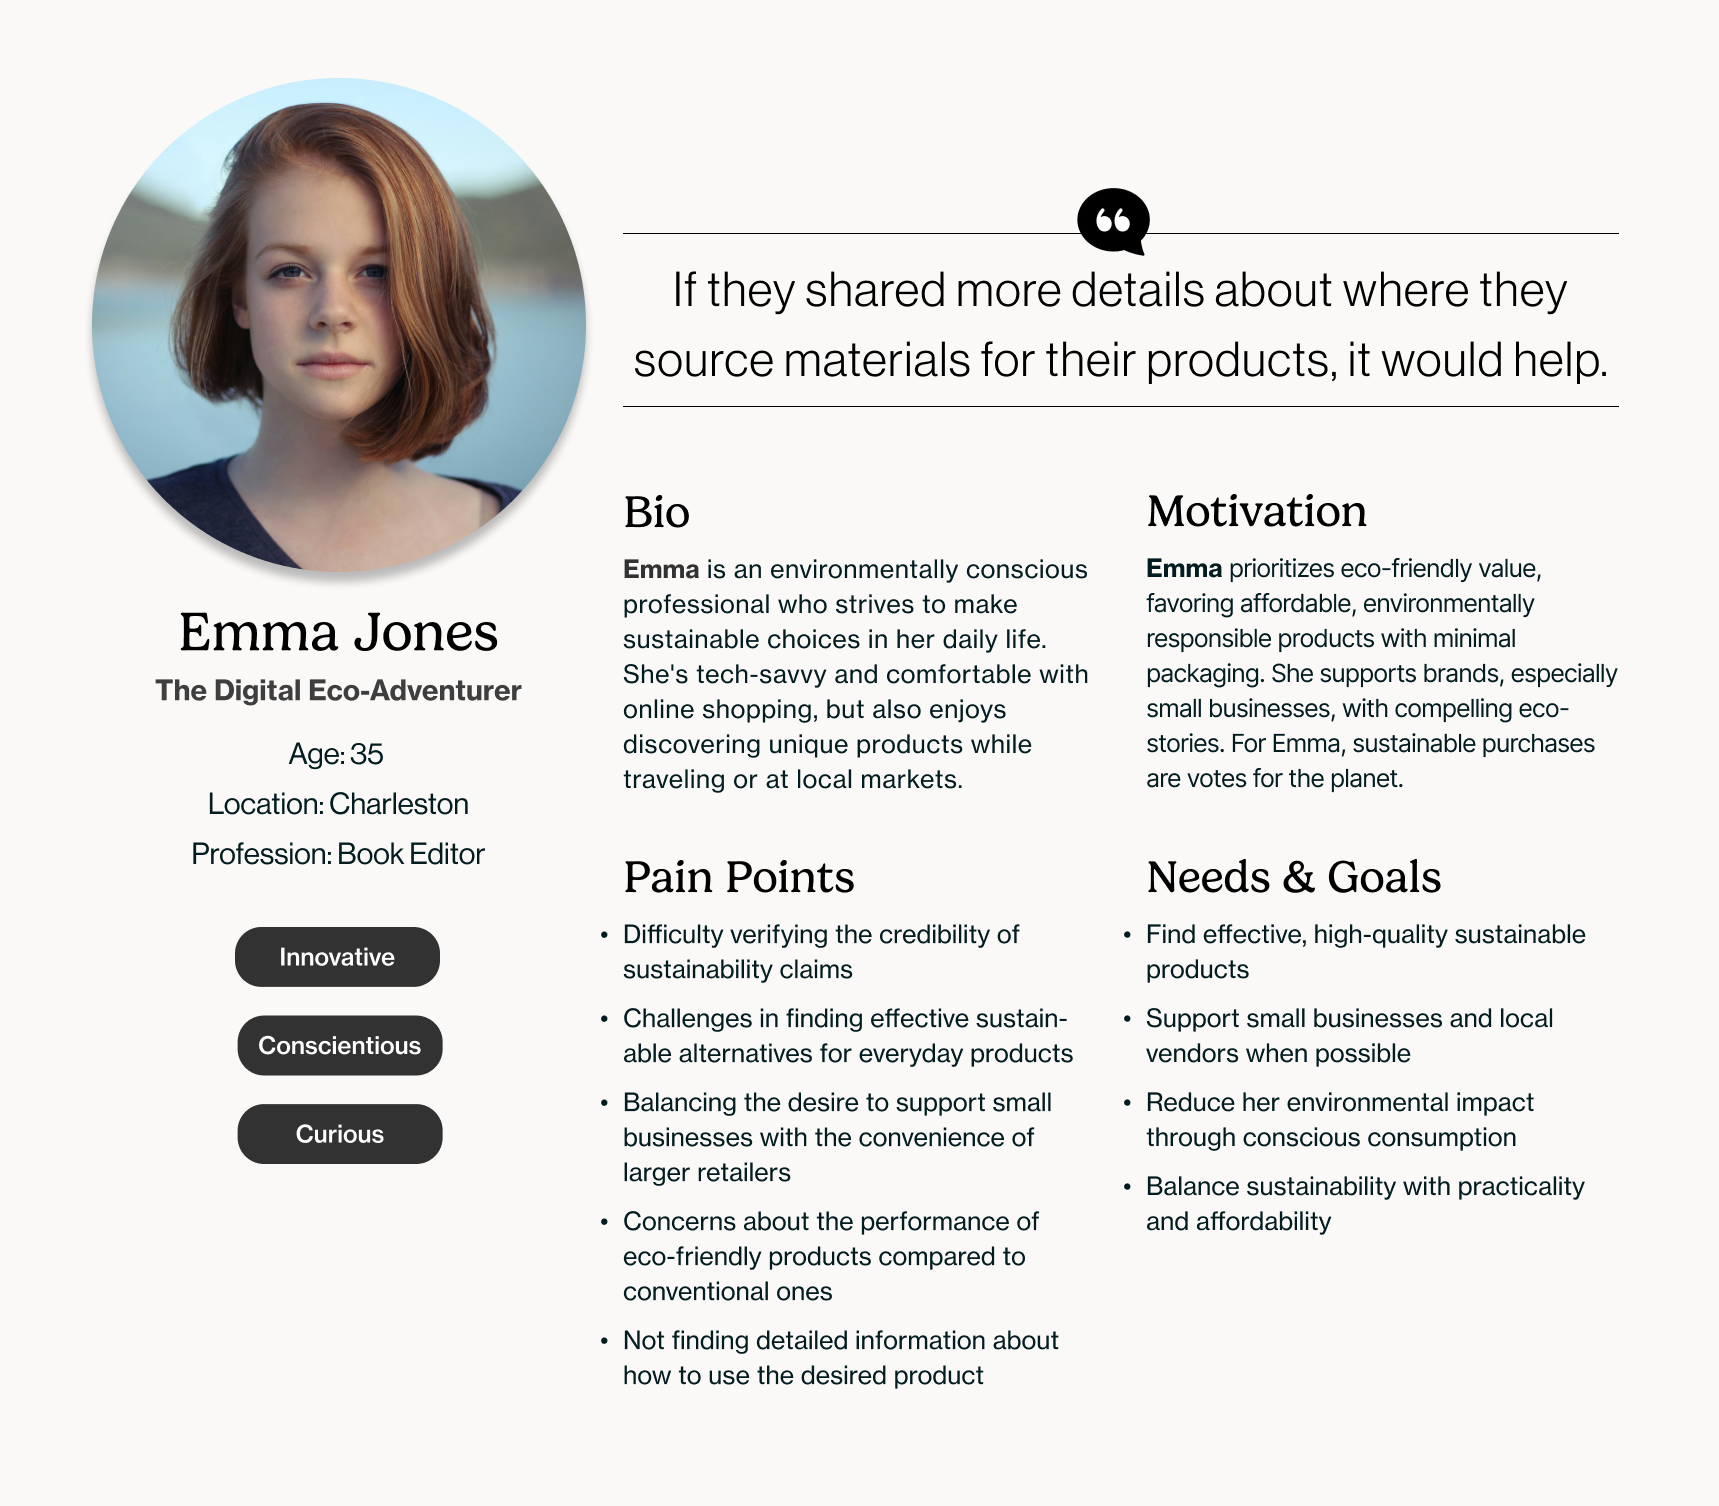 If they shared more details about where they
source materials for their products, it would help.
Emma Jones
The Digital Eco-Adventurer
Age: 35
Location: Charleston
Profession: Book Editor
Innovative
Conscientious
Curious
Bio
Emma is an environmentally conscious
professional who strives to make
sustainable choices in her daily life.
She's tech-savvy and comfortable with
online shopping, but also enjoys
discovering unique products while
traveling or at local markets.
Motivation
Emma prioritizes eco-friendly value,
favoring affordable, environmentally
responsible products with minimal
packaging. She supports brands, especially
small businesses, with compelling eco-
stories. For Emma, sustainable purchases
are votes for the planet.
Pain Points
• Difficulty verifying the credibility of
sustainability claims
• Challenges in finding effective sustain-
able alternatives for everyday products
• Balancing the desire to support small
businesses with the convenience of
larger retailers
• Concerns about the performance of
eco-friendly products compared to
conventional ones
• Not finding detailed information about
how to use the desired product
Needs & Goals
• Find effective, high-quality sustainable
products
• Support small businesses and local
vendors when possible
• Reduce her environmental impact
through conscious consumption
• Balance sustainability with practicality
and affordability